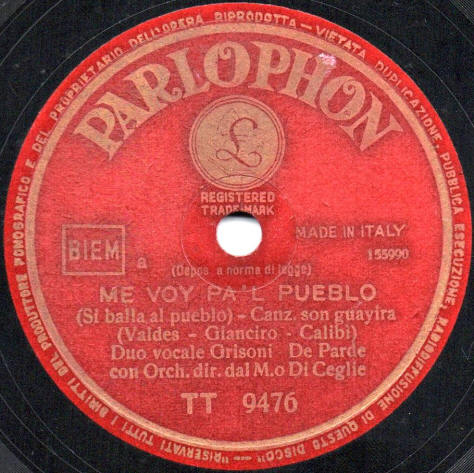 DEL PRODUTTORE FONOGRAFICO E DEL PROPRIETARIO DELL'OPERA RIPRODOTTA - VIETATA DUPLICAZIONE, PUBBLICA ESECUZIONE, RADIODIFFUSIONE DI QUESTO DISCO" - "RISERVATI TUTTI I DIRITTI
PARLOPHON
£
REGISTERED
TRADE MARK
MADE IN ITALY
155990
BIEM
a
(Depos. a norma di legge)
ME VOY PA'L PUEBLO
(Si balla al pueblo) - Canz. son guayira
(Valdes - Gianciro - Calibi)
Duo vocale Grisoni De Parde
con Orch. dir. dal M.o Di Ceglie
TT 9476